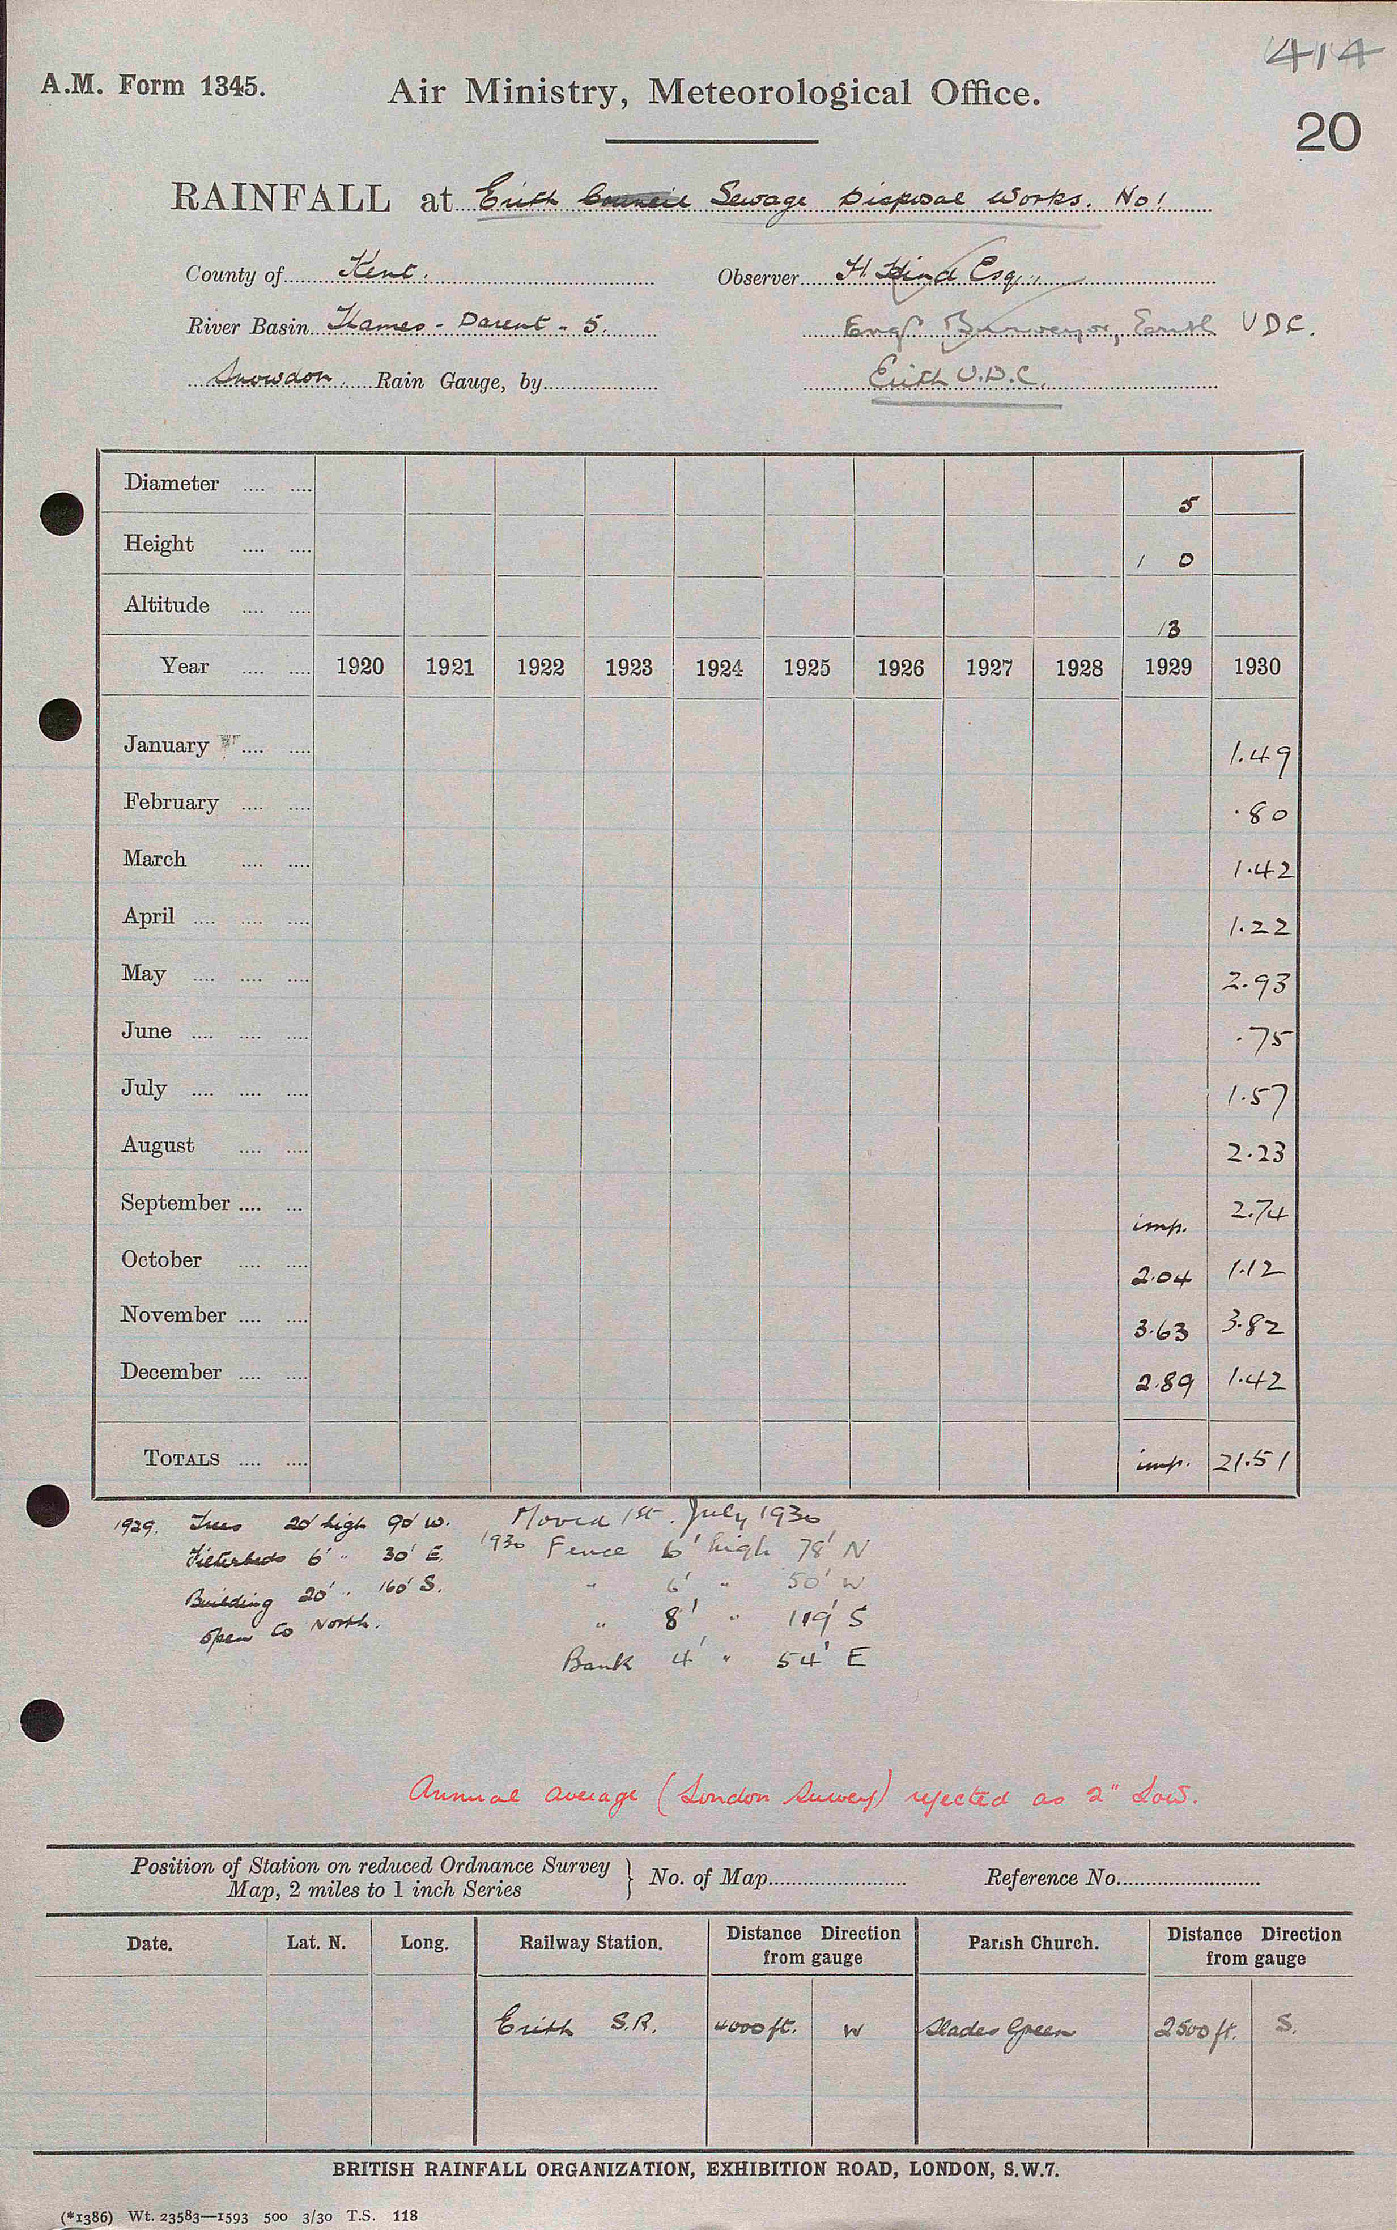 414
A.M. Form 1345.
Air Ministry, Meteorological Office.
20
RAINFALL at Erith Council Sewage Disposal Works. No 1
County of Kent.
Observer H. Hind Esq.,
River Basin Thames - Darent - 5.
Engr & Surveyor, Erith UDC.
Snowdon Rain Gauge, by
Erith U.D.C.
Diameter 5
Height 1 0
Altitude 13
Year 1920 1921 1922 1923 1924 1925 1926 1927 1928 1929 1930
January 1.49
February .80
March 1.42
April 1.22
May 2.93
June .75
July 1.57
August 2.23
September imp. 2.74
October 2.04 1.12
November 3.63 3.82
December 2.89 1.42
TOTALS imp. 21.51
1929. Trees 20' high 90' W.
Filterbeds 6' " 30' E.
Building 20' " 160' S.
Open to North.
Moved 1st July 1930
1930 Fence 6' high 78' N
" 6' " 50' W
" 8' " 119' S
Bank 4' " 54' E
Annual average (London Survey) rejected as 2" low.
Position of Station on reduced Ordnance Survey
Map, 2 miles to 1 inch Series } No. of Map Reference No.
Date. Lat. N. Long. Railway Station. Distance Direction from gauge Parish Church. Distance Direction from gauge
Erith S.R. 4000 ft. W Slades Green 2500 ft. S.
BRITISH RAINFALL ORGANIZATION, EXHIBITION ROAD, LONDON, S.W.7.
(*1386) Wt. 23583—1593 500 3/30 T.S. 118